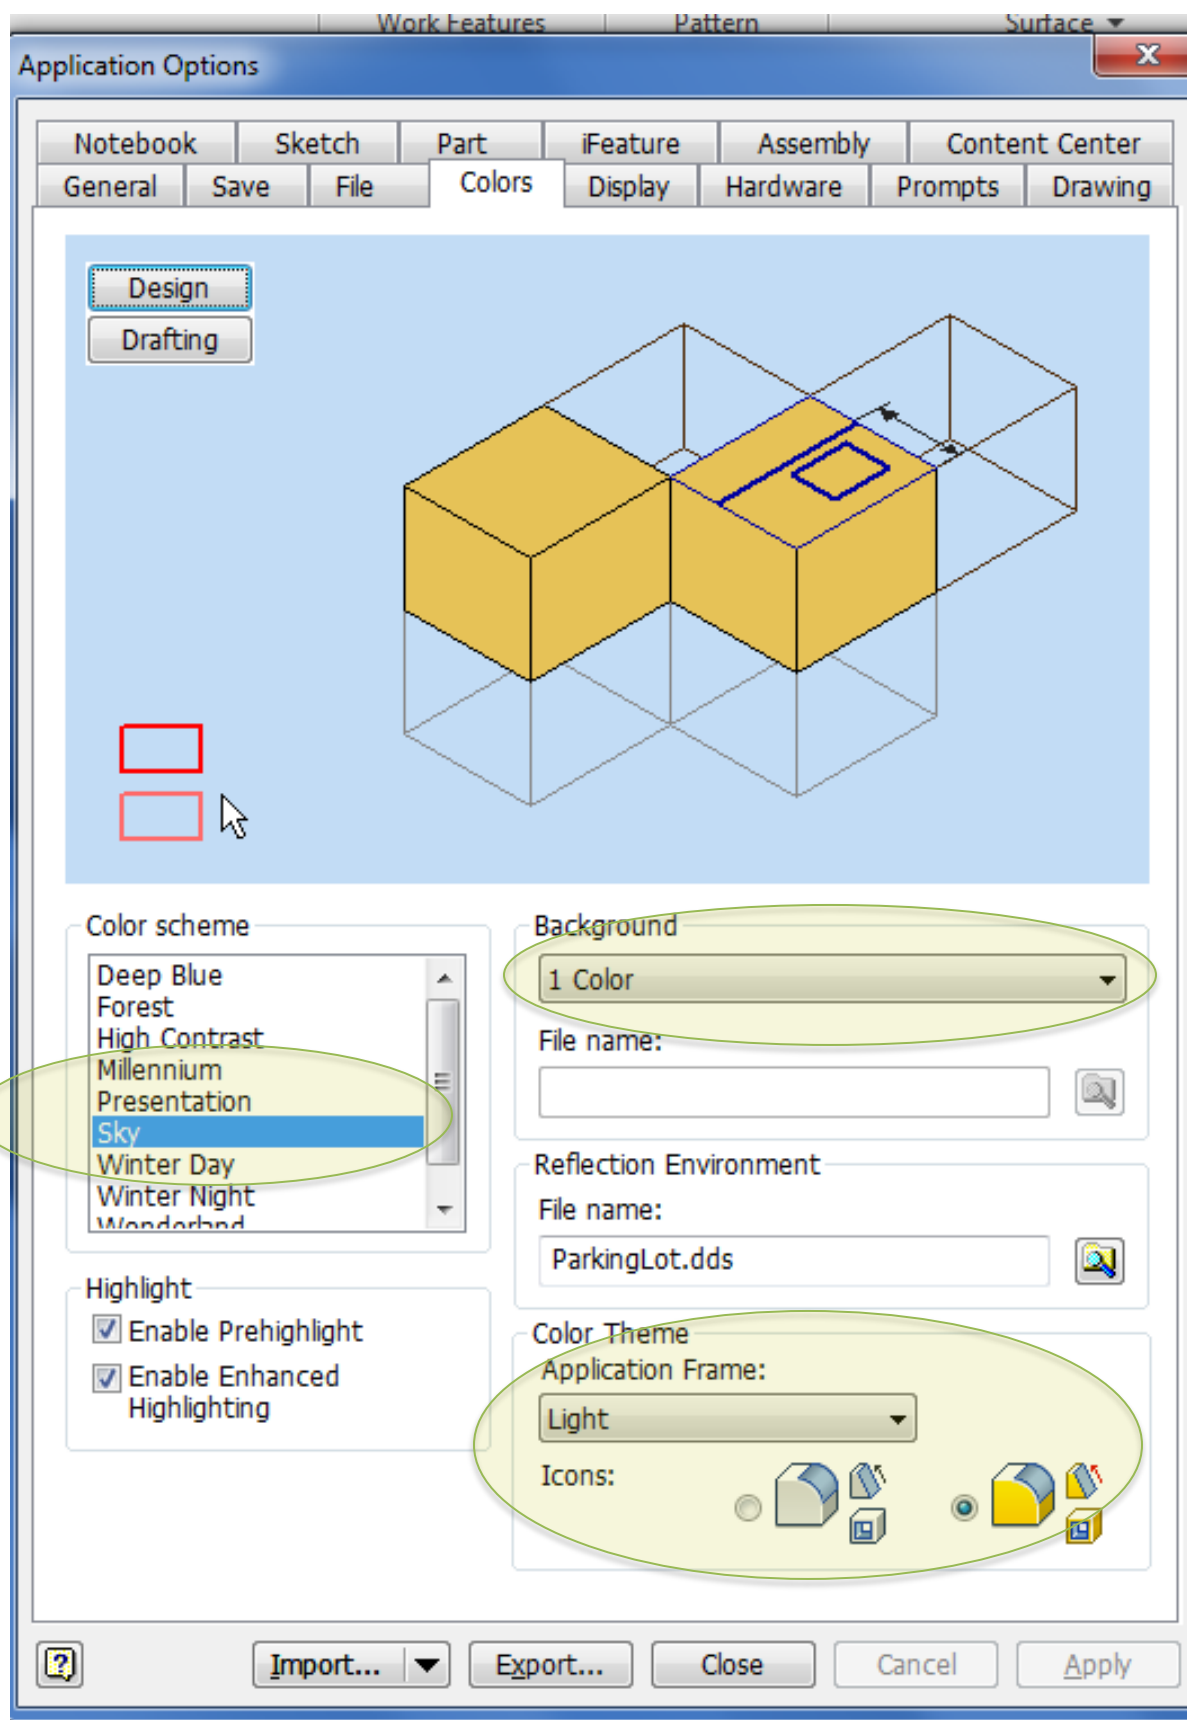 Work Features Pattern Surface
Application Options
Notebook Sketch Part iFeature Assembly Content Center
General Save File Colors Display Hardware Prompts Drawing
Design
Drafting
Color scheme
Deep Blue
Forest
High Contrast
Millennium
Presentation
Sky
Winter Day
Winter Night
Wonderland
Highlight
Enable Prehighlight
Enable Enhanced
Highlighting
Background
1 Color
File name:
Reflection Environment
File name:
ParkingLot.dds
Color Theme
Application Frame:
Light
Icons:
Import... Export... Close Cancel Apply